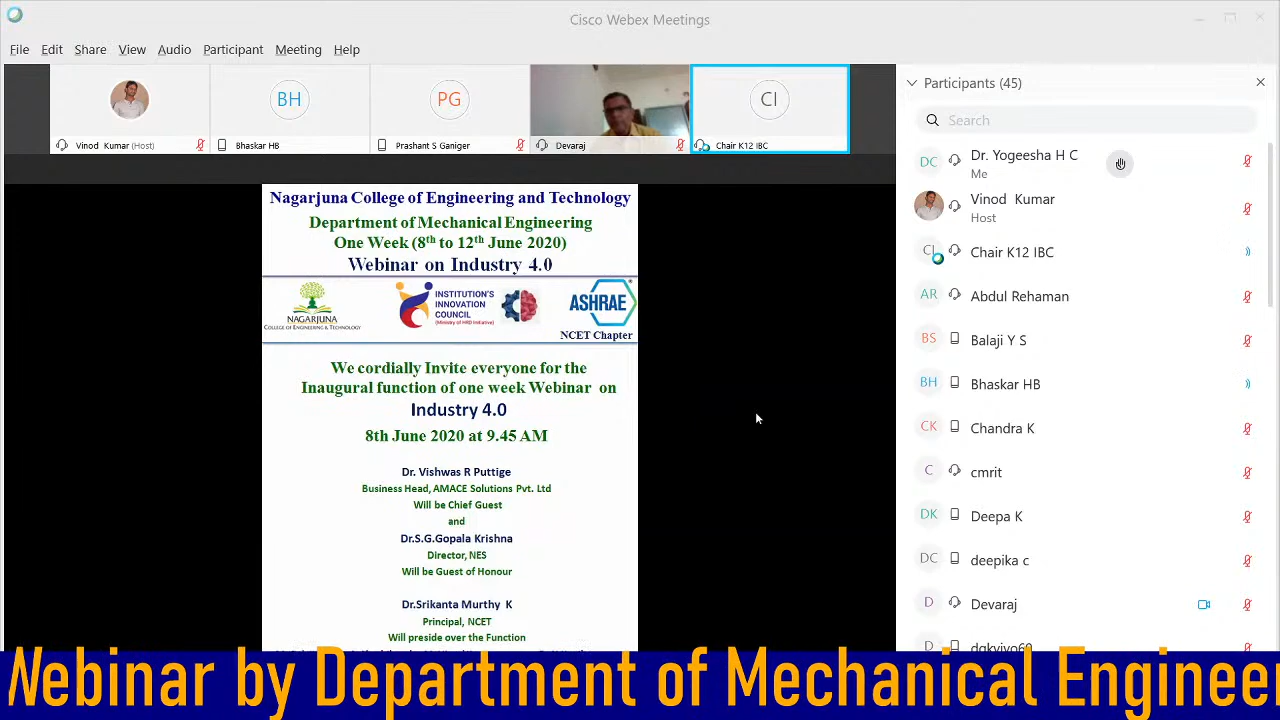 Cisco Webex Meetings
File Edit Share View Audio Participant Meeting Help
Vinod Kumar (Host)
BH
Bhaskar HB
PG
Prashant S Ganiger
Devaraj
CI
Chair K12 IBC
Nagarjuna College of Engineering and Technology
Department of Mechanical Engineering
One Week (8th to 12th June 2020)
Webinar on Industry 4.0
NAGARJUNA
COLLEGE OF ENGINEERING & TECHNOLOGY
INSTITUTION'S
INNOVATION
COUNCIL
(Ministry of HRD Initiative)
ASHRAE
NCET Chapter
We cordially Invite everyone for the
Inaugural function of one week Webinar on
Industry 4.0
8th June 2020 at 9.45 AM
Dr. Vishwas R Puttige
Business Head, AMACE Solutions Pvt. Ltd
Will be Chief Guest
and
Dr.S.G.Gopala Krishna
Director, NES
Will be Guest of Honour
Dr.Srikanta Murthy K
Principal, NCET
Will preside over the Function
Participants (45)
Search
DC Dr. Yogeesha H C
Me
Vinod Kumar
Host
CI Chair K12 IBC
AR Abdul Rehaman
BS Balaji Y S
BH Bhaskar HB
CK Chandra K
C cmrit
DK Deepa K
DC deepika c
D Devaraj
D
Webinar by Department of Mechanical Engineer